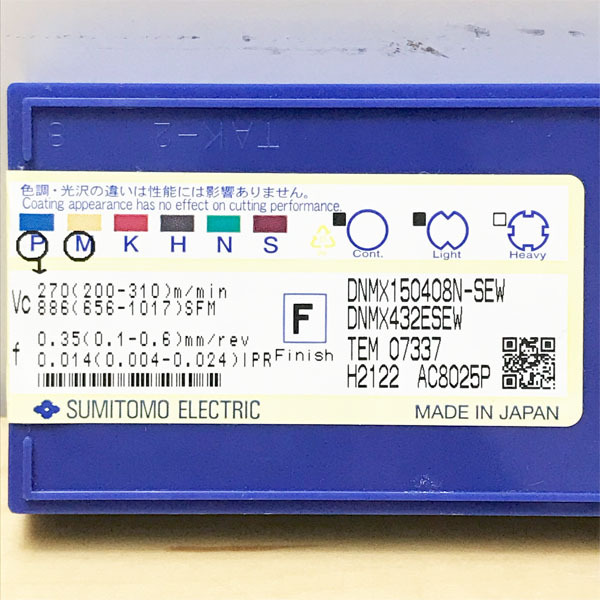 TAK-2 9
色調・光沢の違いは性能には影響ありません。
Coating appearance has no effect on cutting performance.
P M K H N S
Cont. Light Heavy
Vc 270(200-310)m/min
886(656-1017)SFM
f 0.35(0.1-0.6)mm/rev
0.014(0.004-0.024)IPR
F
Finish
DNMX150408N-SEW
DNMX432ESEW
TEM 07337
H2122 AC8025P
SUMITOMO ELECTRIC
MADE IN JAPAN